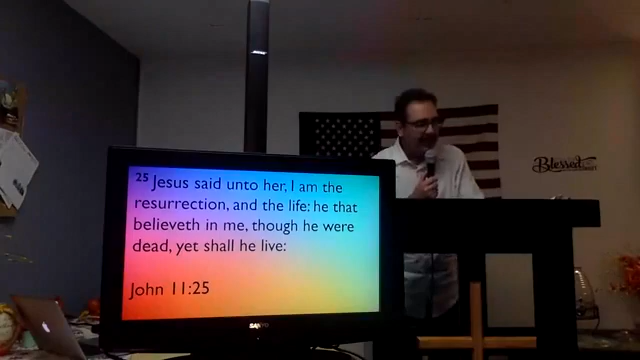 25 Jesus said unto her, I am the
resurrection, and the life: he that
believeth in me, though he were
dead, yet shall he live:
John 11:25
SANYO
BOSE
Blessed